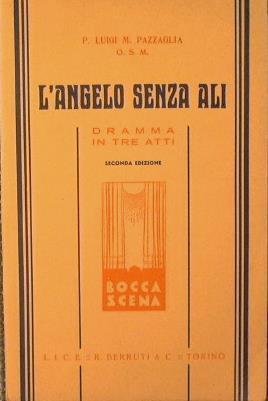 P. LUIGI M. PAZZAGLIA
O. S. M.
L'ANGELO SENZA ALI
DRAMMA
IN TRE ATTI
SECONDA EDIZIONE
BOCCA
SCENA
L. I. C. E. :: R. BERRUTI & C. :: TORINO